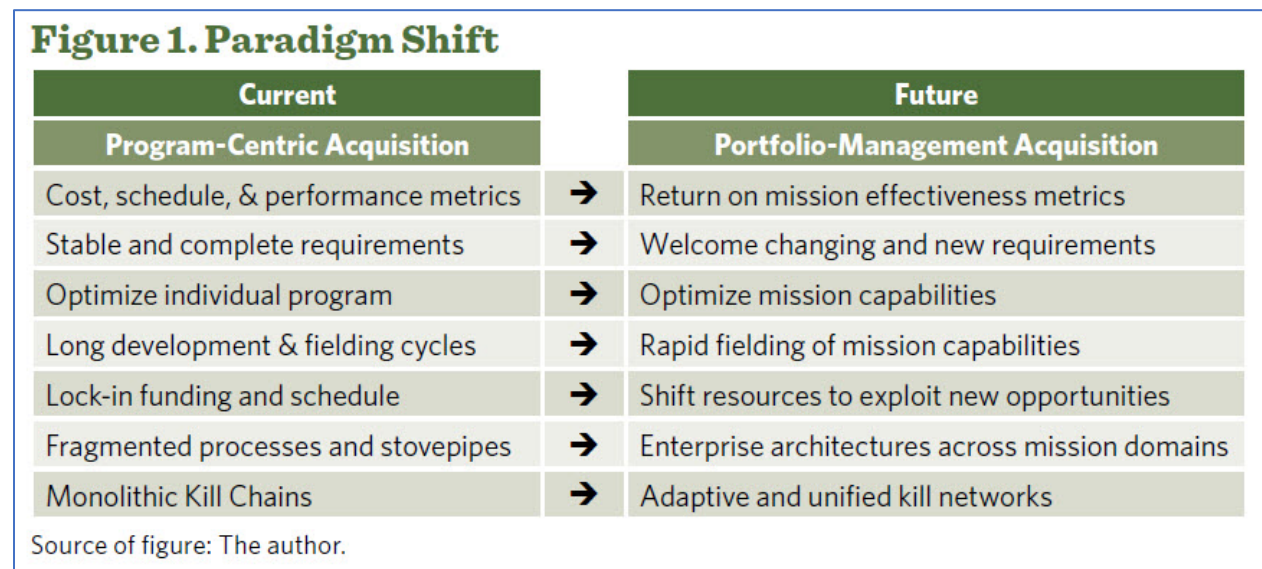 Figure 1. Paradigm Shift
Current Future
Program-Centric Acquisition Portfolio-Management Acquisition
Cost, schedule, & performance metrics → Return on mission effectiveness metrics
Stable and complete requirements → Welcome changing and new requirements
Optimize individual program → Optimize mission capabilities
Long development & fielding cycles → Rapid fielding of mission capabilities
Lock-in funding and schedule → Shift resources to exploit new opportunities
Fragmented processes and stovepipes → Enterprise architectures across mission domains
Monolithic Kill Chains → Adaptive and unified kill networks
Source of figure: The author.